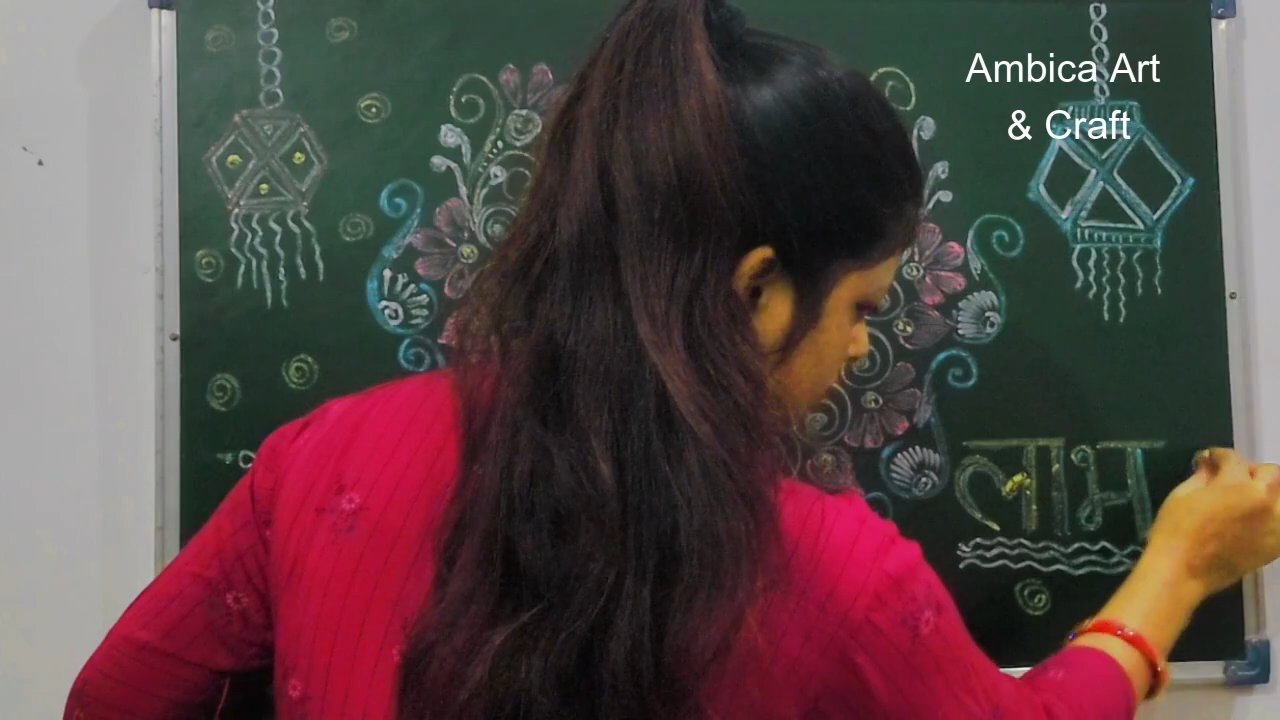 Ambica Art
& Craft
लाभ